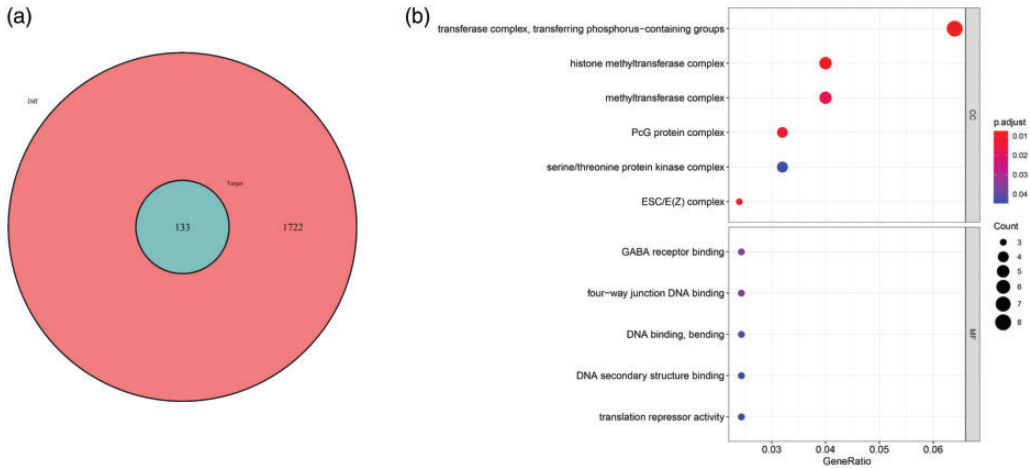 (a)
Diff
Target
133
1722
(b)
transferase complex, transferring phosphorus−containing groups
histone methyltransferase complex
methyltransferase complex
PcG protein complex
serine/threonine protein kinase complex
ESC/E(Z) complex
CC
GABA receptor binding
four−way junction DNA binding
DNA binding, bending
DNA secondary structure binding
translation repressor activity
MF
0.03
0.04
0.05
0.06
GeneRatio
p.adjust
0.01
0.02
0.03
0.04
Count
3
4
5
6
7
8